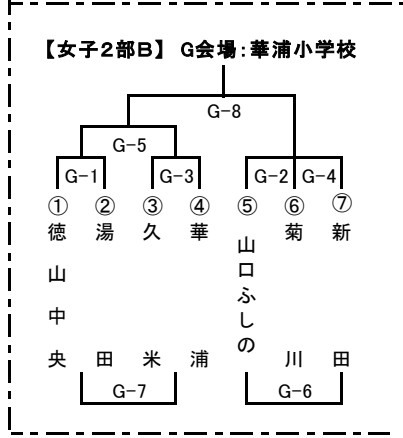 【女子２部Ｂ】 Ｇ会場：華浦小学校
G-8
G-5
G-1 G-3 G-2 G-4
① ② ③ ④ ⑤ ⑥ ⑦
徳山中央
湯田
久米
華浦
山口ふしの
菊川
新田
G-7 G-6